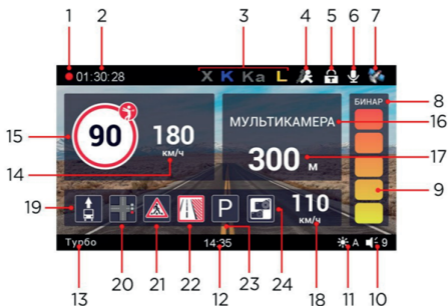 1 2 3 4 5 6 7
01:30:28 X K Ka L
8
БИНАР
16
15 90 180 МУЛЬТИКАМЕРА
км/ч 300 м 17
14
9
19 P 110
км/ч
Турбо 14:35 A 9
20 21 22 23 24 18
13 12 11 10